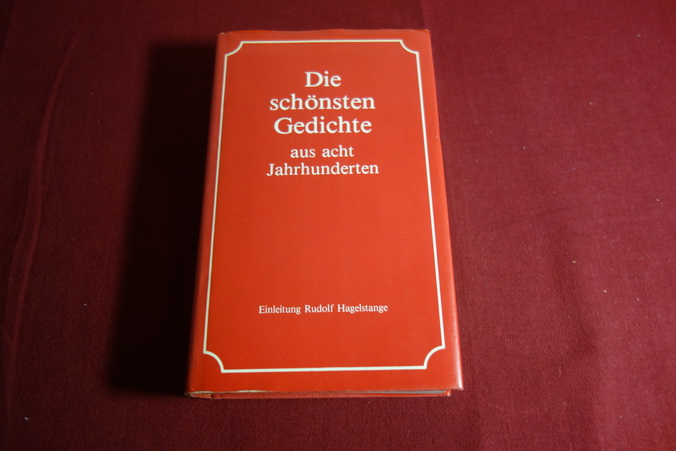 Die
schönsten
Gedichte
aus acht
Jahrhunderten
Einleitung Rudolf Hagelstange